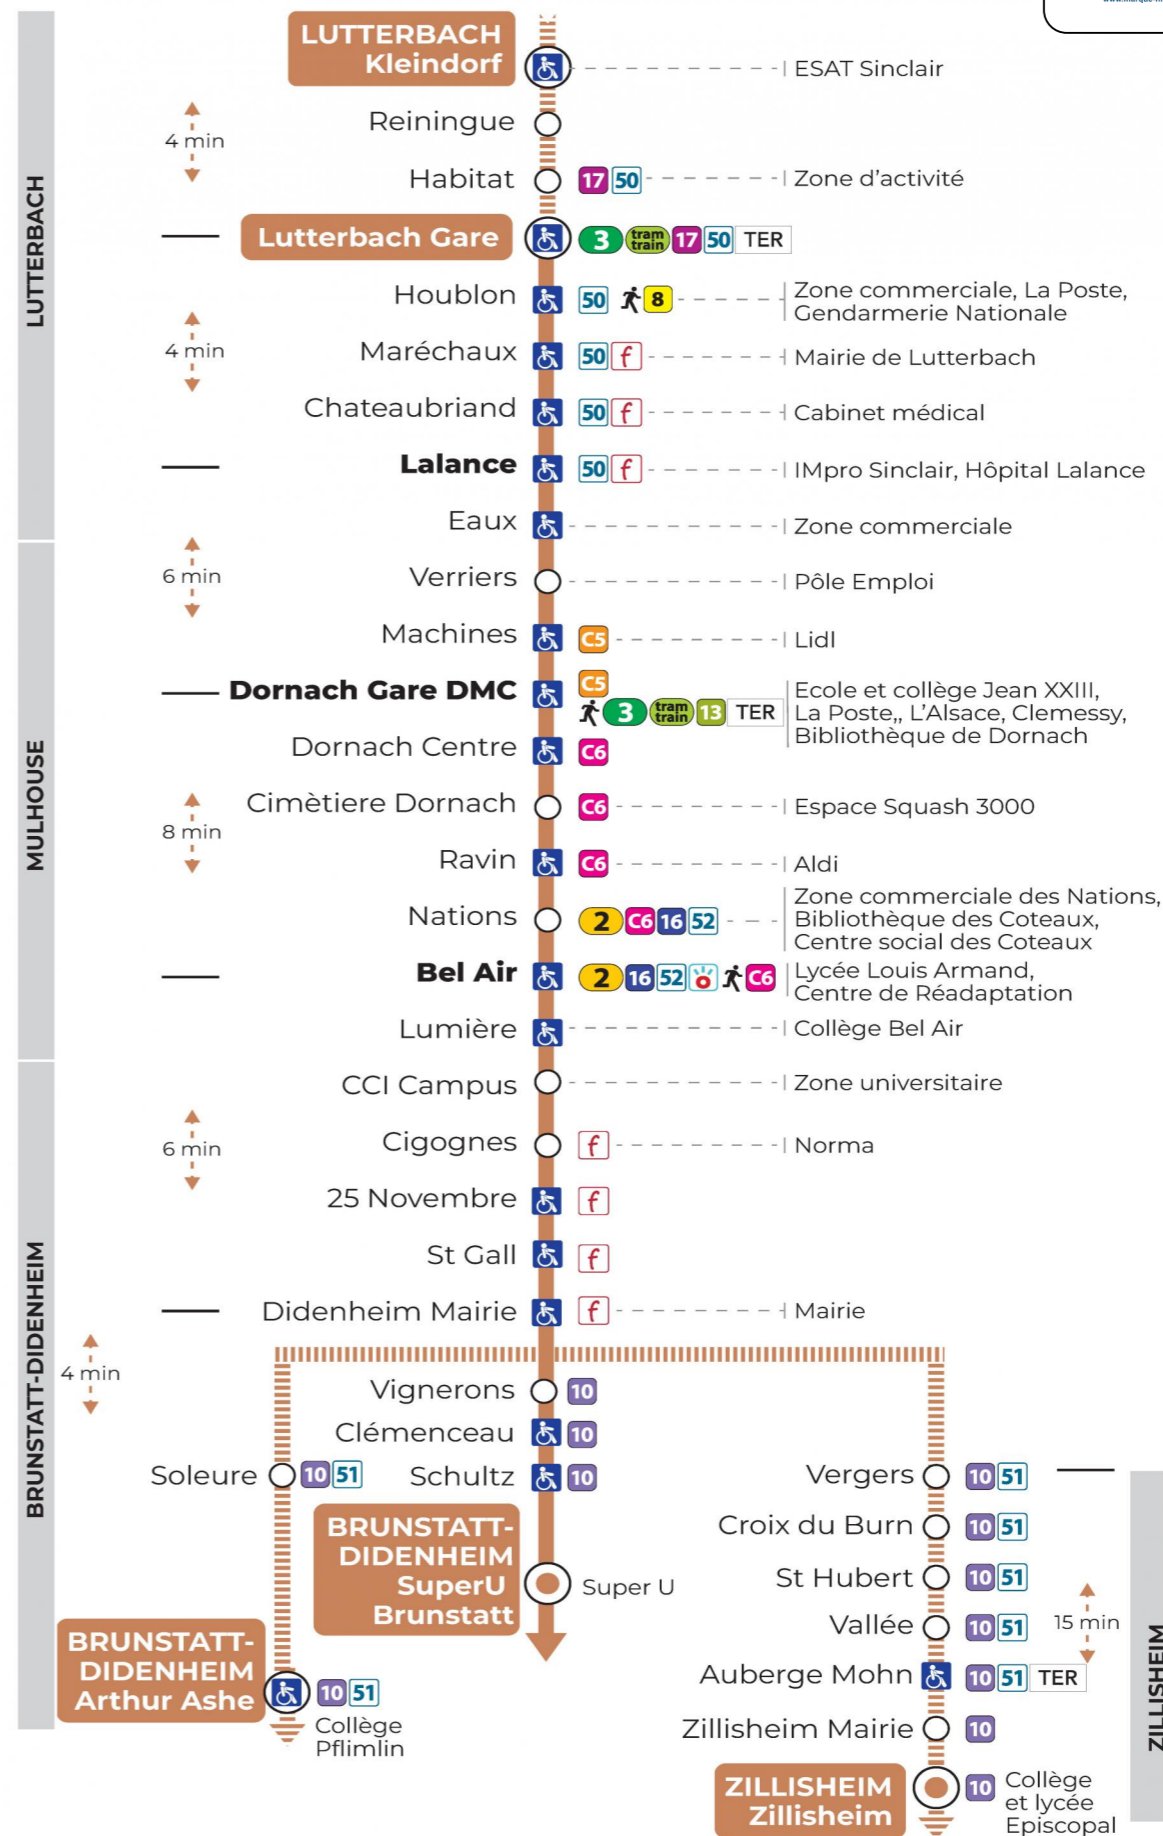 www.marque-n
LUTTERBACH
Kleindorf
ESAT Sinclair
Reiningue
4 min
Habitat
17 50
Zone d'activité
LUTTERBACH
Lutterbach Gare
3 tram train 17 50 TER
Houblon
50 8
Zone commerciale, La Poste,
Gendarmerie Nationale
4 min
Maréchaux
50 f
Mairie de Lutterbach
Chateaubriand
50 f
Cabinet médical
Lalance
50 f
IMpro Sinclair, Hôpital Lalance
Eaux
Zone commerciale
6 min
Verriers
Pôle Emploi
Machines
C5
Lidl
MULHOUSE
Dornach Gare DMC
C5
3 tram train 13 TER
Ecole et collège Jean XXIII,
La Poste,, L'Alsace, Clemessy,
Bibliothèque de Dornach
Dornach Centre
C6
8 min
Cimètiere Dornach
C6
Espace Squash 3000
Ravin
C6
Aldi
Nations
2 C6 16 52
Zone commerciale des Nations,
Bibliothèque des Coteaux,
Centre social des Coteaux
Bel Air
2 16 52 C6
Lycée Louis Armand,
Centre de Réadaptation
Lumière
Collège Bel Air
CCI Campus
Zone universitaire
6 min
Cigognes
f
Norma
25 Novembre
f
St Gall
f
BRUNSTATT-DIDENHEIM
Didenheim Mairie
f
Mairie
4 min
Vignerons
10
Clémenceau
10
Soleure
10 51
Schultz
10
BRUNSTATT-
DIDENHEIM
SuperU
Brunstatt
Super U
BRUNSTATT-
DIDENHEIM
Arthur Ashe
10 51
Collège
Pflimlin
Vergers
10 51
Croix du Burn
10 51
St Hubert
10 51
Vallée
10 51
15 min
Auberge Mohn
10 51 TER
Zillisheim Mairie
10
ZILLISHEIM
ZILLISHEIM
Zillisheim
10
Collège
et lycée
Episcopal